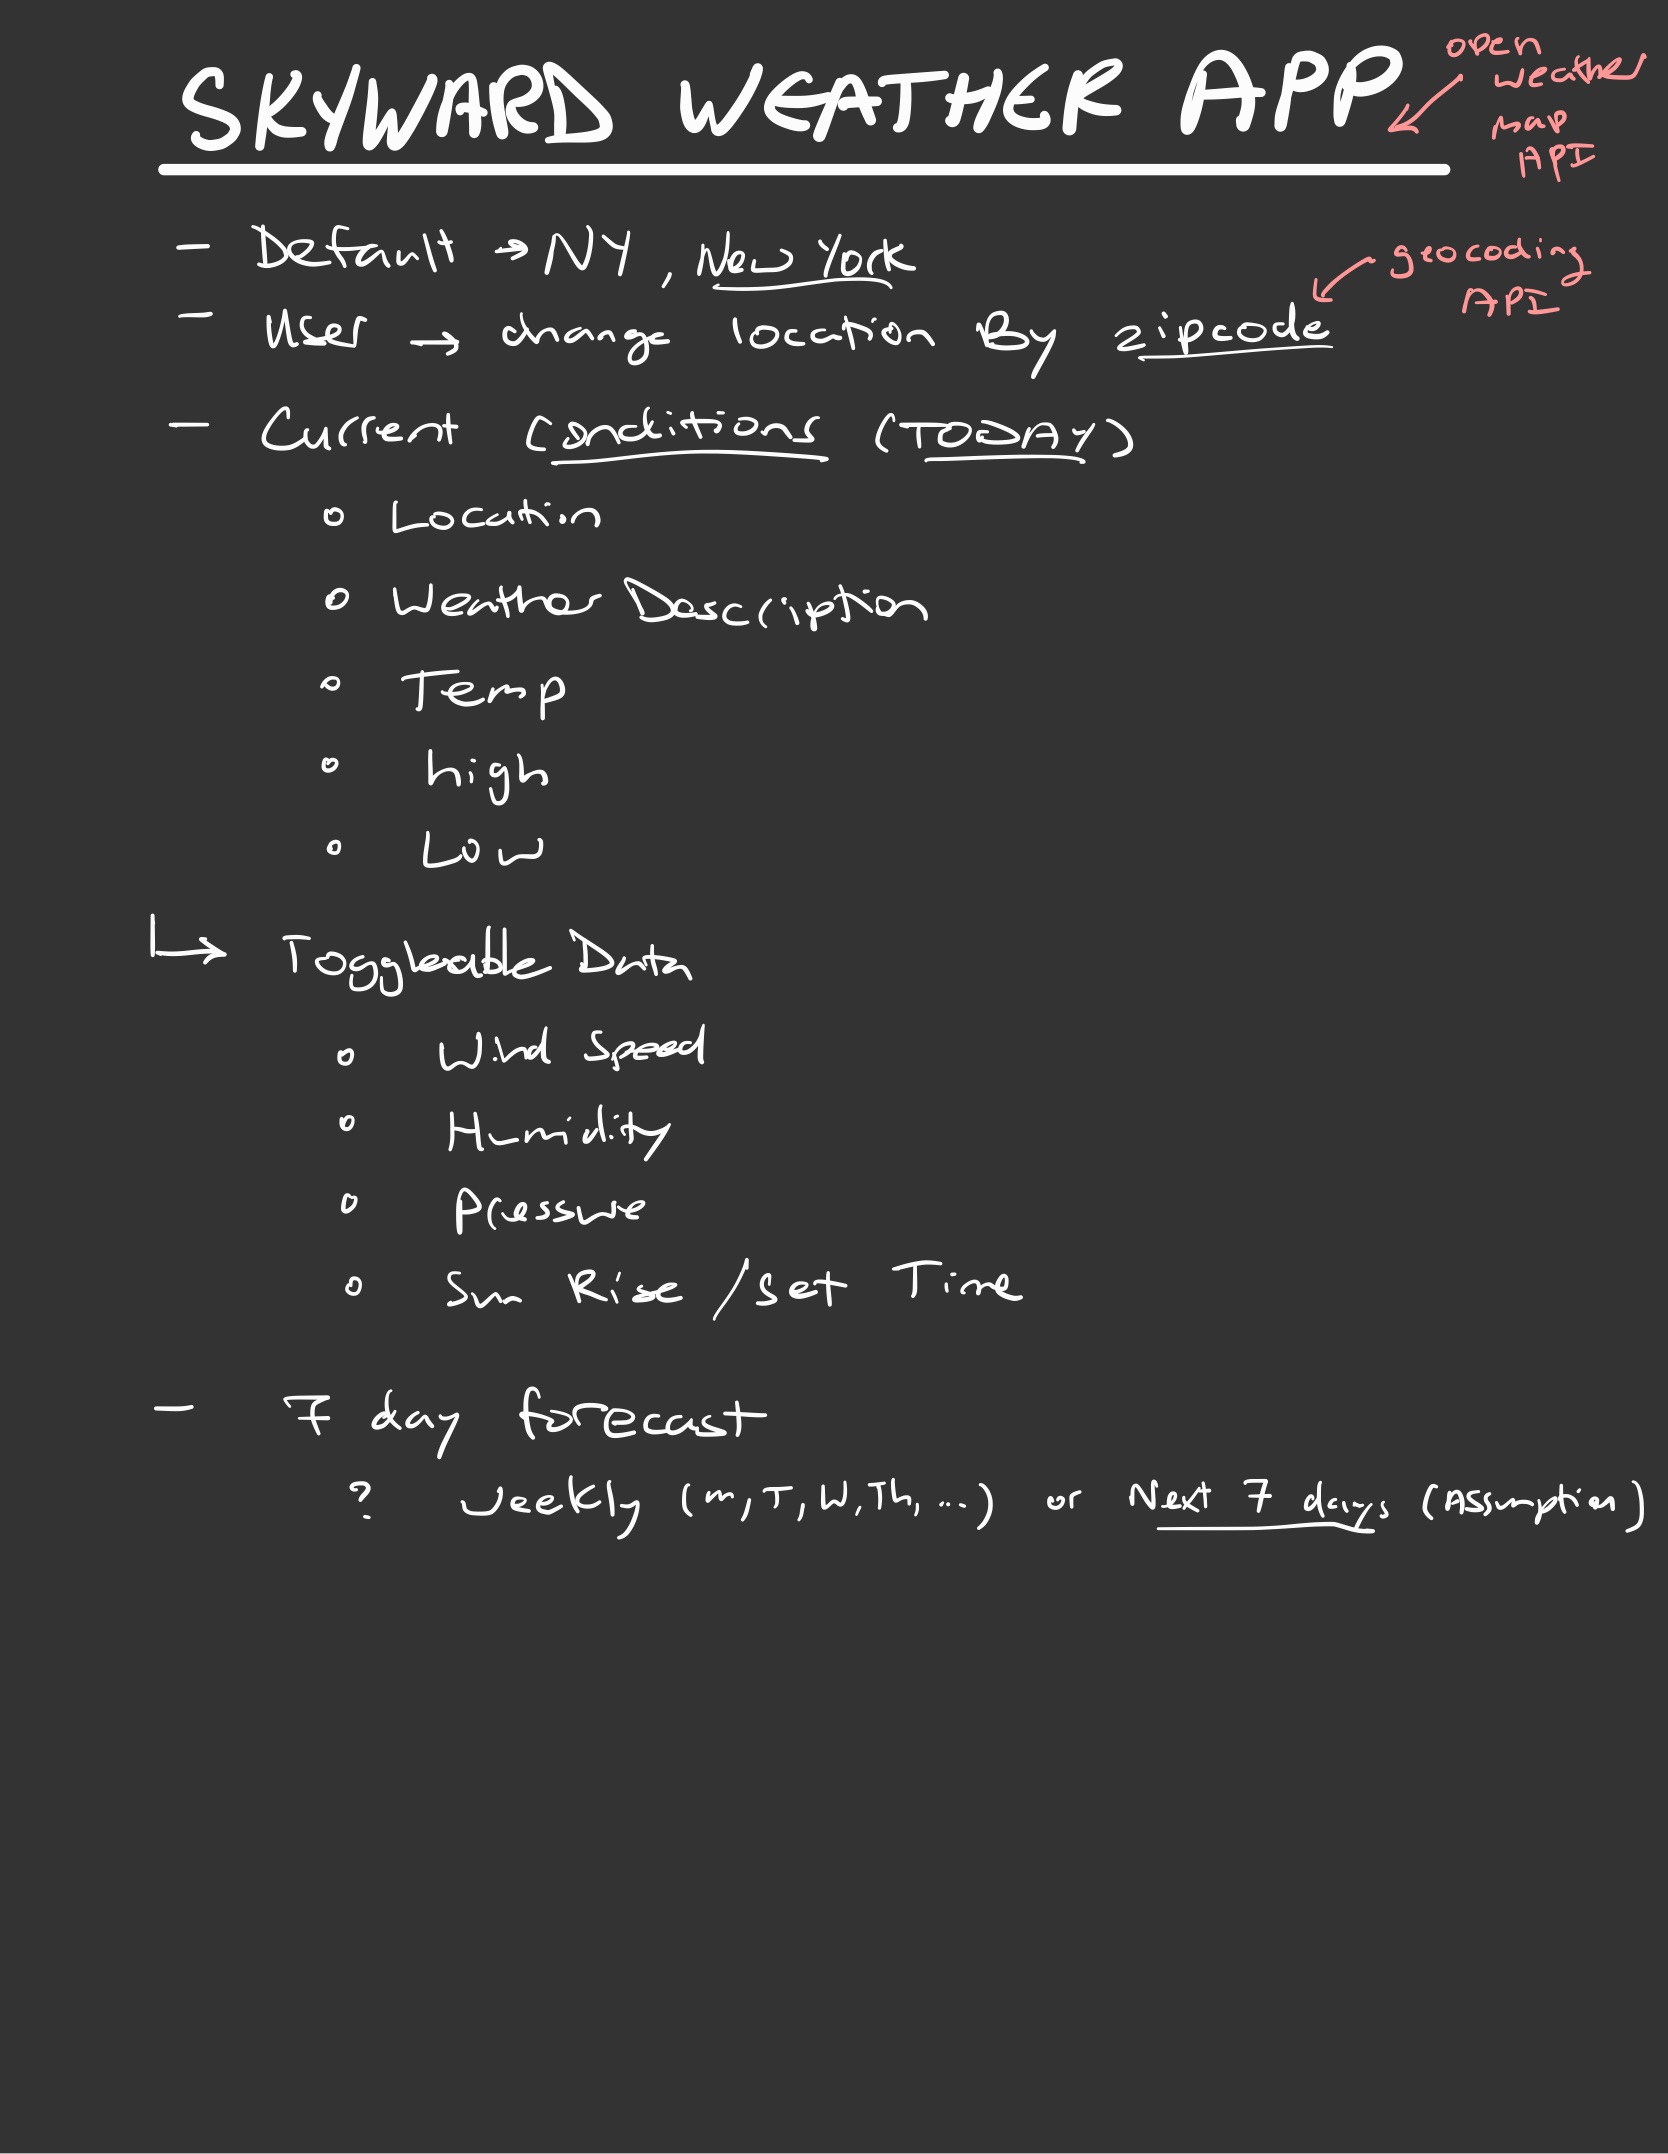 SKYWARD WEATHER APP
open
weather
map
API
- Default → NY, New York
geocoding
API
- User → change location By zipcode
- Current Conditions (TODAY)
o Location
o Weather Description
o Temp
o high
o Low
↳ Toggleable Data
o Wind Speed
o Humidity
o Pressure
o Sun Rise / Set Time
- 7 day forecast
? Weekly (m, T, W, Th, ...) or Next 7 days (Assumption)